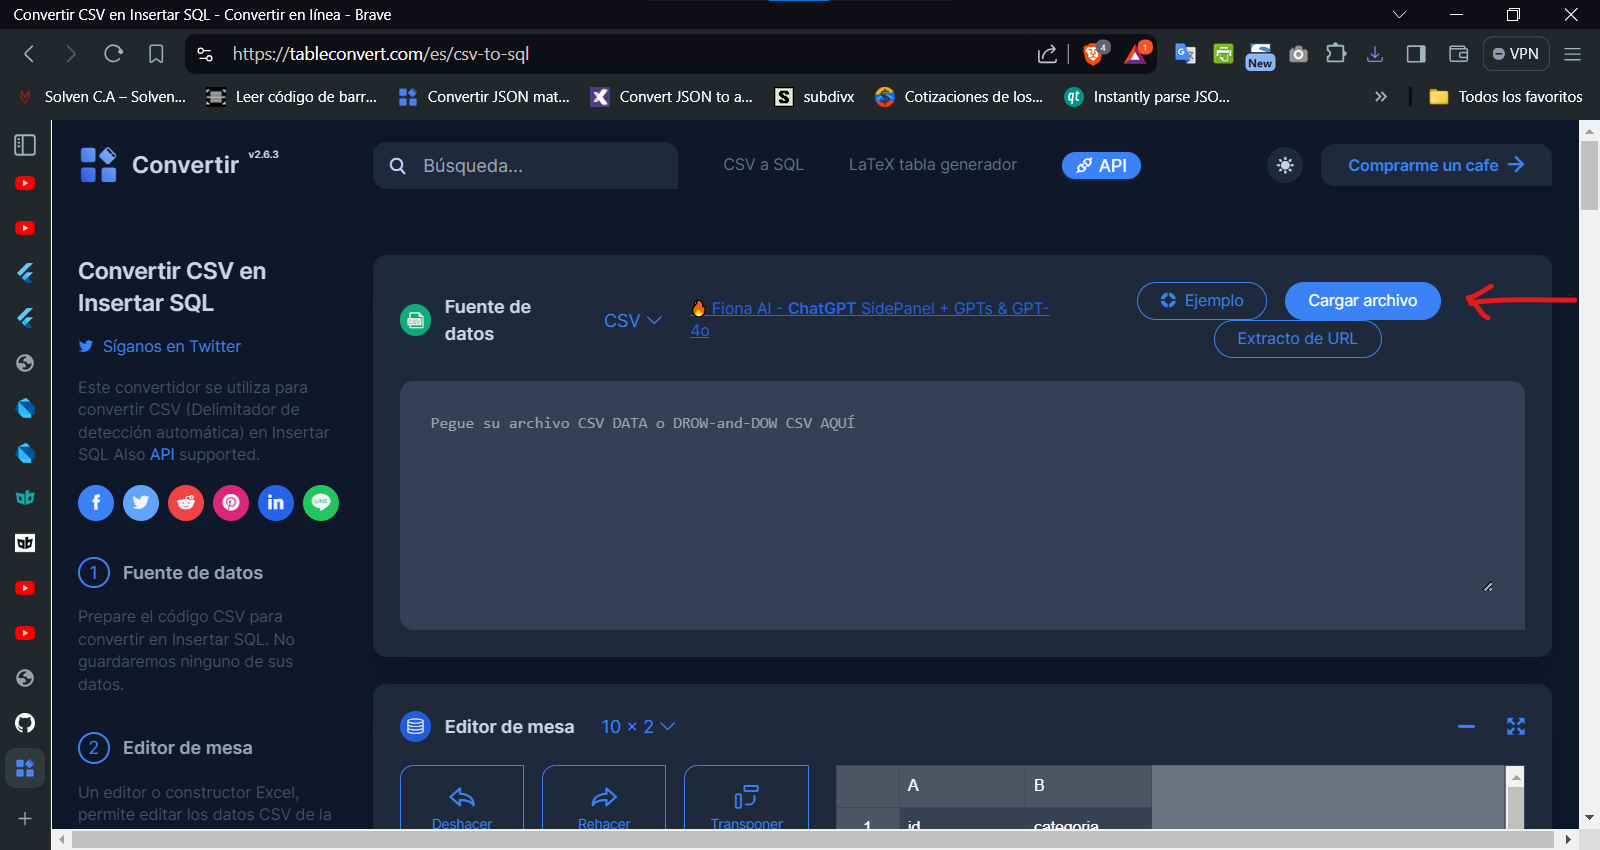 Convertir CSV en Insertar SQL - Convertir en línea - Brave
https://tableconvert.com/es/csv-to-sql
4
1
New
VPN
Solven C.A – Solven...
Leer código de barr...
Convertir JSON mat...
Convert JSON to a...
subdivx
Cotizaciones de los...
Instantly parse JSO...
Todos los favoritos
Convertir v2.6.3
Búsqueda...
CSV a SQL
LaTeX tabla generador
API
Comprarme un cafe
Convertir CSV en
Insertar SQL
Síganos en Twitter
Este convertidor se utiliza para
convertir CSV (Delimitador de
detección automática) en Insertar
SQL Also API supported.
LINE
1 Fuente de datos
Prepare el código CSV para
convertir en Insertar SQL. No
guardaremos ninguno de sus
datos.
2 Editor de mesa
Un editor o constructor Excel,
permite editar los datos CSV de la
Fuente de
datos
CSV
Fiona AI - ChatGPT SidePanel + GPTs & GPT-
4o
Ejemplo
Cargar archivo
Extracto de URL
Pegue su archivo CSV DATA o DROW-and-DOW CSV AQUÍ
Editor de mesa
10 × 2
Deshacer
Rehacer
Transponer
A
B
1
id
categoria